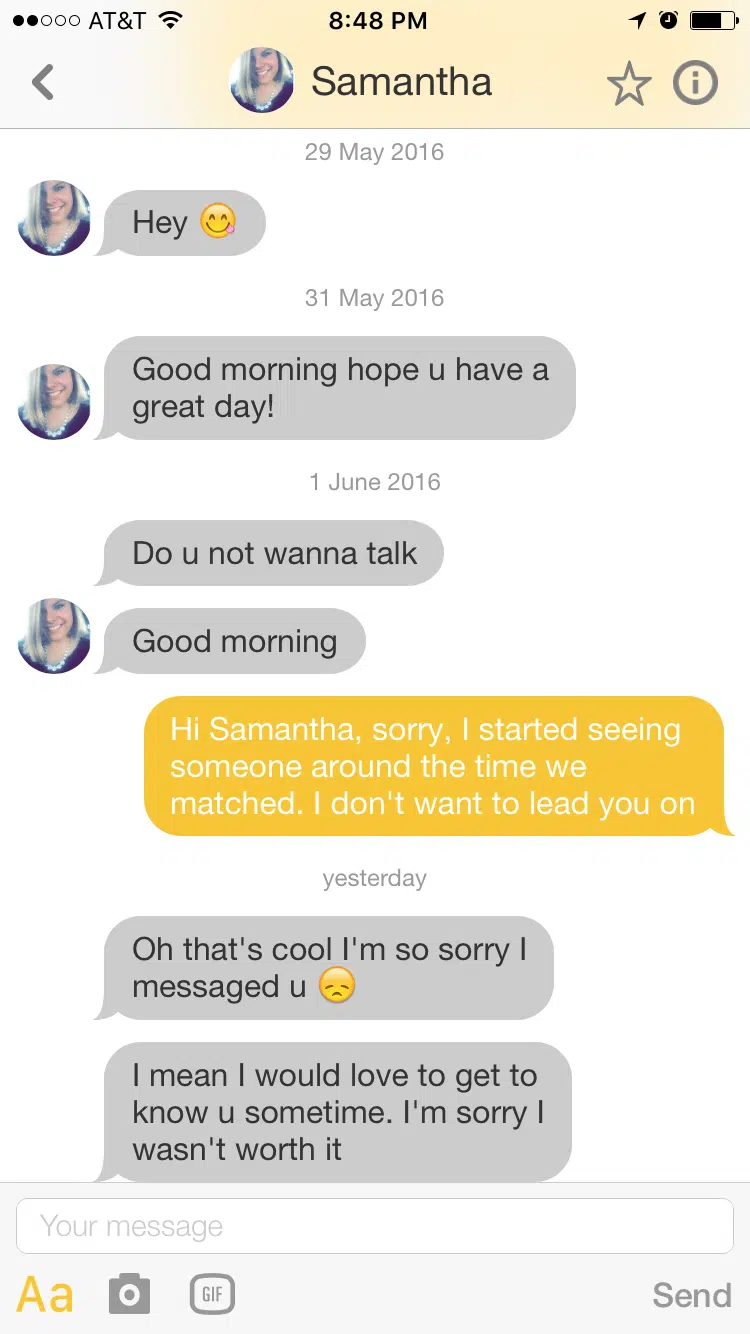 AT&T 8:48 PM
Samantha
29 May 2016
Hey 😋
31 May 2016
Good morning hope u have a
great day!
1 June 2016
Do u not wanna talk
Good morning
Hi Samantha, sorry, I started seeing
someone around the time we
matched. I don't want to lead you on
yesterday
Oh that's cool I'm so sorry I
messaged u 😞
I mean I would love to get to
know u sometime. I'm sorry I
wasn't worth it
Your message
Aa GIF Send